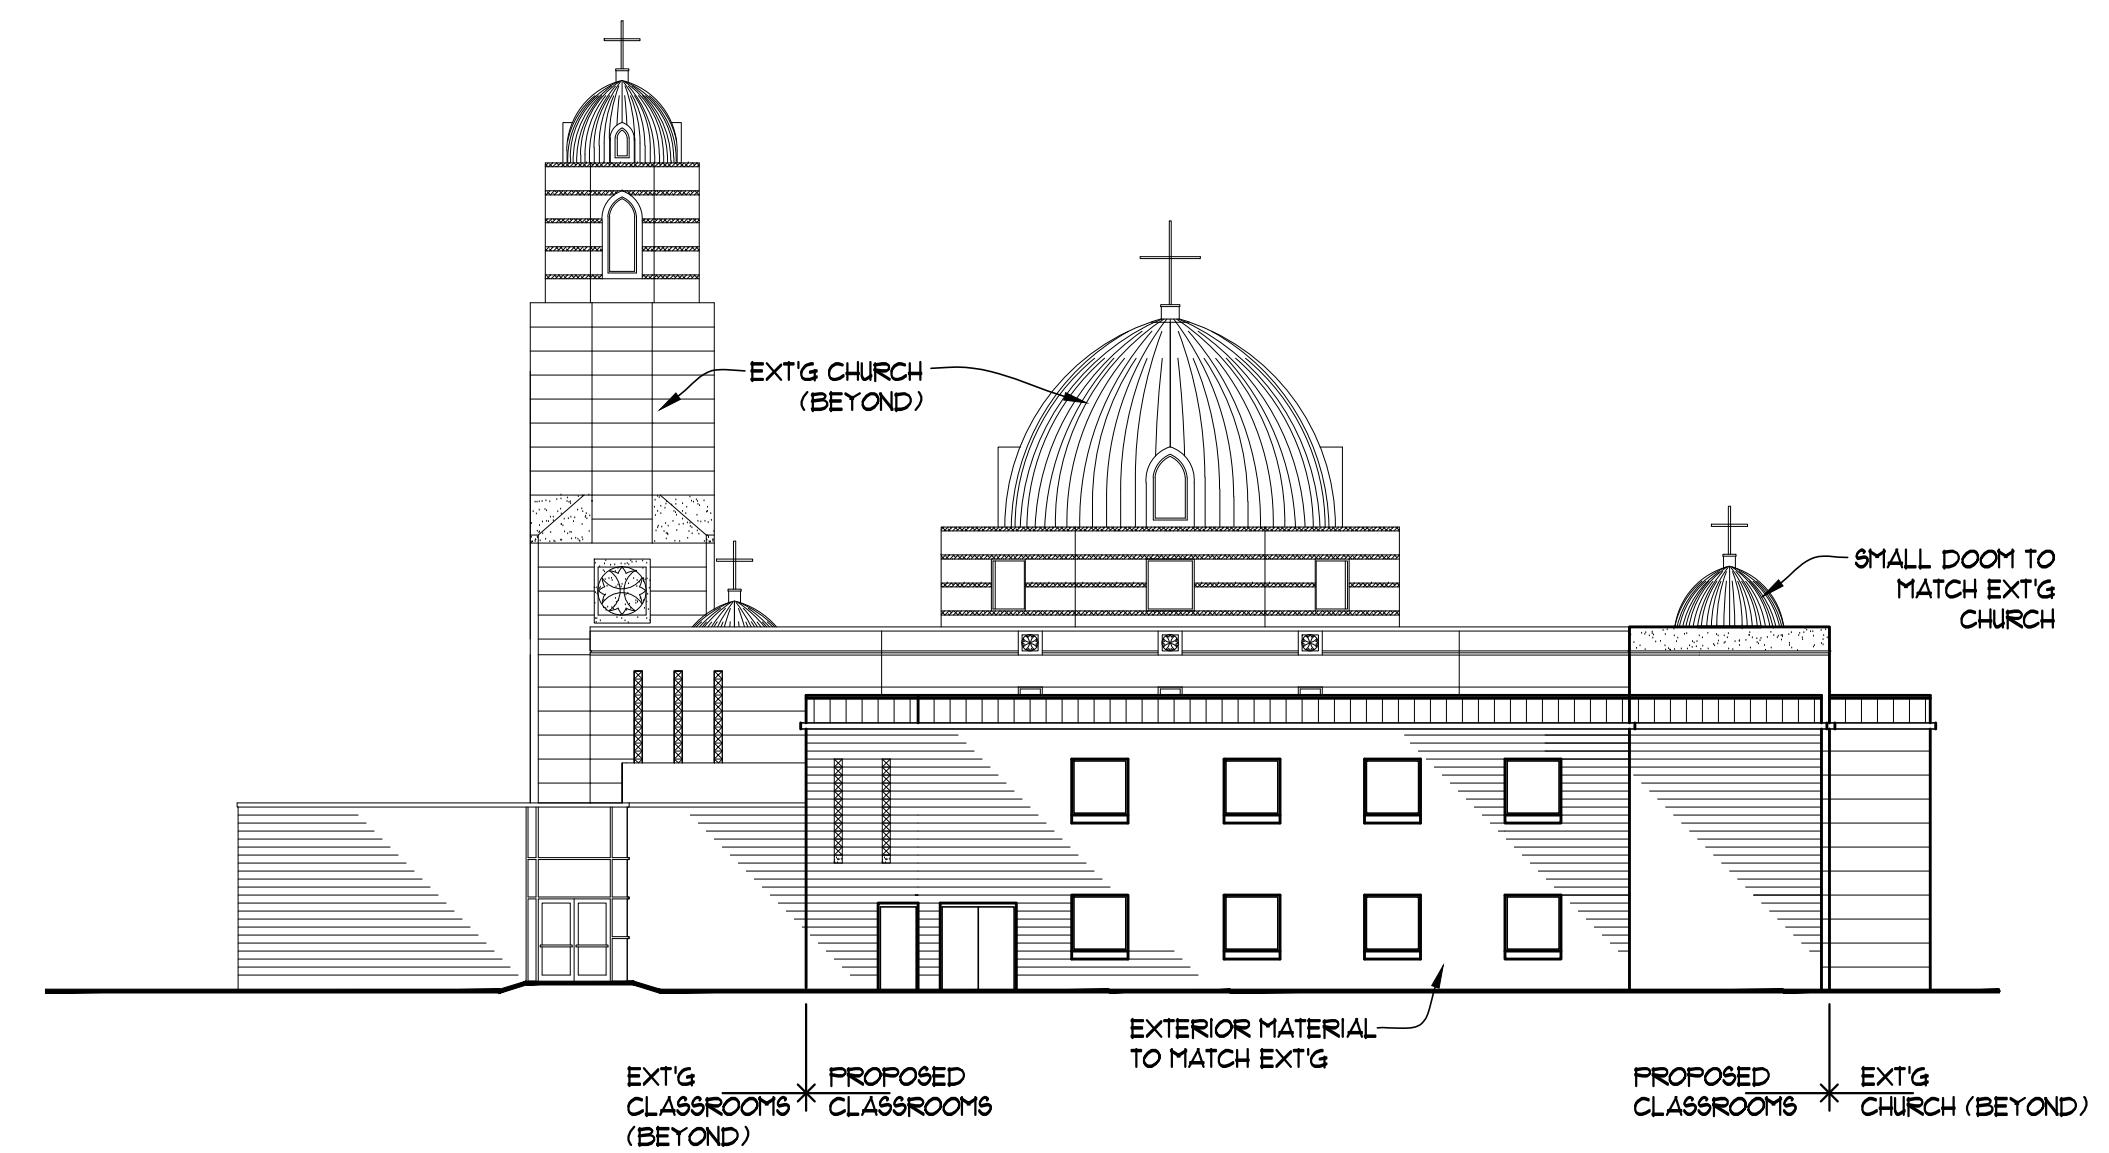 EXT'G CHURCH
(BEYOND)
SMALL DOOM TO
MATCH EXT'G
CHURCH
EXTERIOR MATERIAL
TO MATCH EXT'G
EXT'G
CLASSROOMS
(BEYOND)
PROPOSED
CLASSROOMS
PROPOSED
CLASSROOMS
EXT'G
CHURCH (BEYOND)